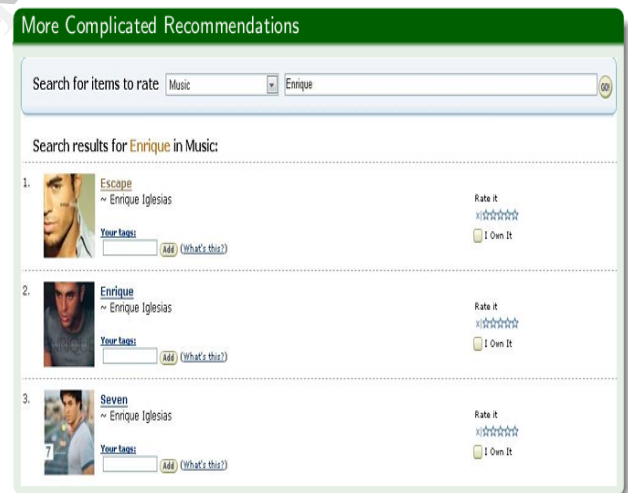 More Complicated Recommendations
Search for items to rate Music Enrique GO!
Search results for Enrique in Music:
1. Escape
~ Enrique Iglesias
Rate it
Your tags:
I Own It
Add (What's this?)
2. Enrique
~ Enrique Iglesias
Rate it
Your tags:
I Own It
Add (What's this?)
3. Seven
~ Enrique Iglesias
Rate it
Your tags:
I Own It
7
Add (What's this?)